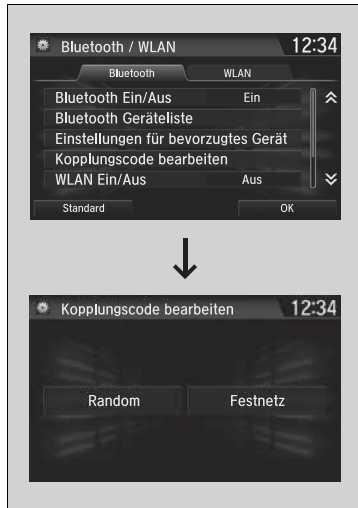 Bluetooth / WLAN 12:34
Bluetooth WLAN
Bluetooth Ein/Aus Ein
Bluetooth Geräteliste
Einstellungen für bevorzugtes Gerät
Kopplungscode bearbeiten
WLAN Ein/Aus Aus
Standard OK
Kopplungscode bearbeiten 12:34
Random Festnetz